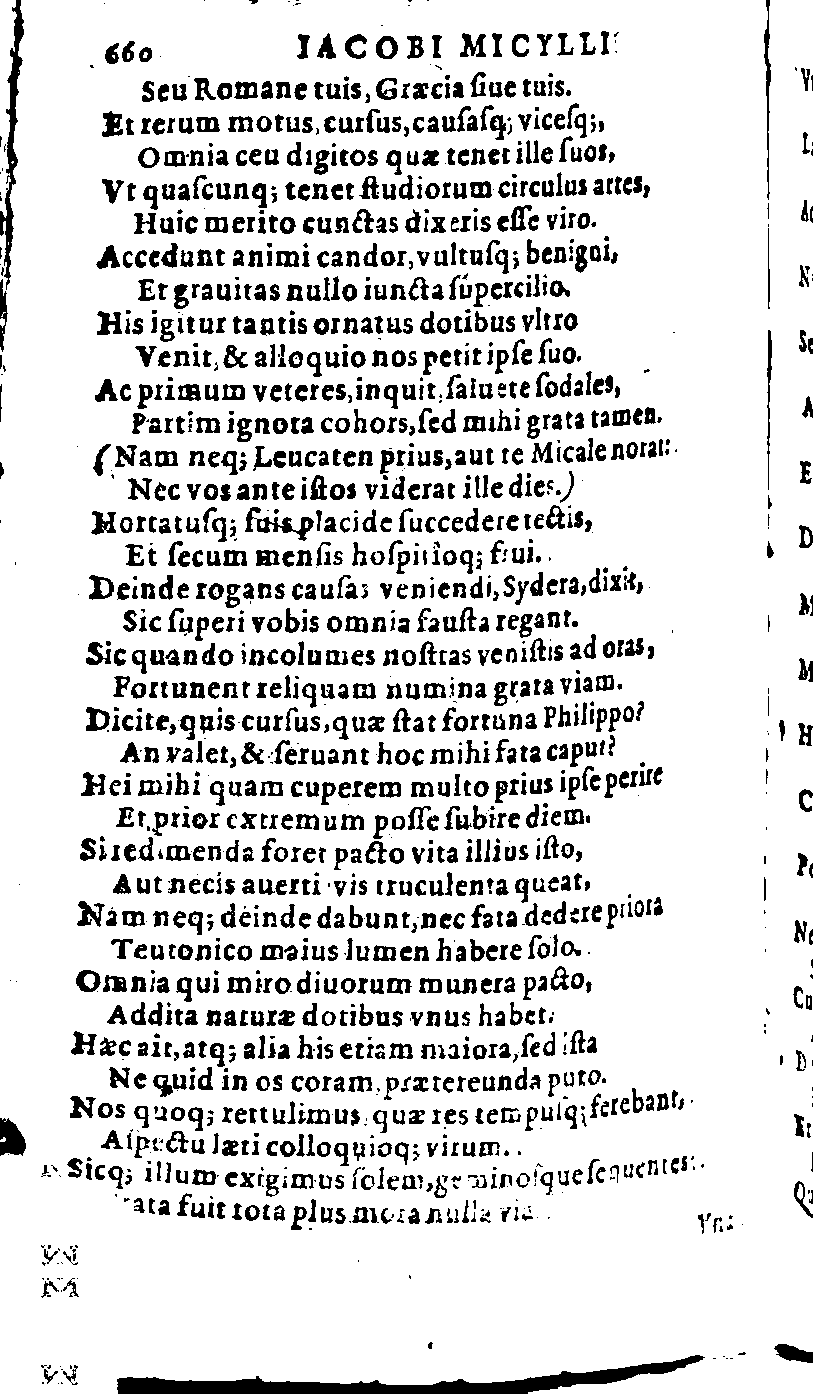 660 IACOBI MICYLLI
Seu Romane tuis, Græcia ſiue tuis.
Et rerum motus, curſus, cauſaſq; viceſq;,
Omnia ceu digitos quæ tenet ille ſuos,
Vt quaſcunq; tenet ſtudiorum circulus artes,
Huic merito cunctas dixeris eſſe viro.
Accedunt animi candor, vultuſq; benigni,
Et grauitas nullo iuncta ſupercilio.
His igitur tantis ornatus dotibus vltro
Venit, & alloquio nos petit ipſe ſuo.
Ac primum veteres, inquit, ſaluete ſodales,
Partim ignota cohors, ſed mihi grata tamen.
(Nam neq; Leucaten prius, aut te Micale norat:
Nec vos ante iſtos viderat ille dies.)
Hortatuſq; ſuis placide ſuccedere tectis,
Et ſecum menſis hoſpitioq; frui.
Deinde rogans cauſas veniendi, Sydera, dixit,
Sic ſuperi vobis omnia fauſta regant.
Sic quando incolumes noſtras veniſtis ad oras,
Fortunent reliquam numina grata viam.
Dicite, quis curſus, quæ ſtat fortuna Philippo?
An valet, & ſeruant hoc mihi fata caput?
Hei mihi quam cuperem multo prius ipſe perire
Et prior extremum poſſe ſubire diem.
Si redimenda foret pacto vita illius iſto,
Aut necis auerti vis truculenta queat,
Nam neq; deinde dabunt, nec fata dedere priora
Teutonico maius lumen habere ſolo.
Omnia qui miro diuorum munera pacto,
Addita naturæ dotibus vnus habet.
Hæc ait, atq; alia his etiam maiora, ſed iſta
Ne quid in os coram, prætereunda puto.
Nos quoq; rettulimus quæ res tempuſq; ferebant,
Aſpectu læti colloquioq; virum.
Sicq; illum exigimus ſolem, geminoſque ſequentes:
fuit tota plus mora nulla via